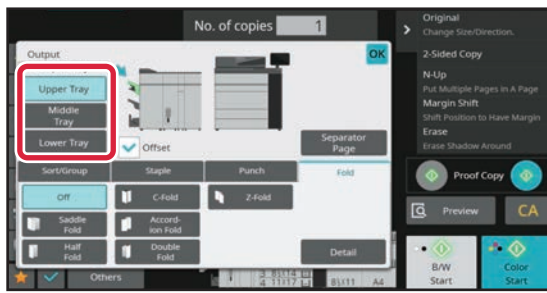 No. of copies 1
Output
OK
Upper Tray
Middle
Tray
Lower Tray
Offset
Separator
Page
Sort/Group
Staple
Punch
Fold
Off
C-Fold
Z-Fold
Saddle
Fold
Accord-
ion Fold
Half
Fold
Double
Fold
Detail
Others
A4
Original
Change Size/Direction.
2-Sided Copy
N-Up
Put Multiple Pages in A Page
Margin Shift
Shift Position to Have Margin
Erase
Erase Shadow Around
Proof Copy
Preview
CA
B/W
Start
Color
Start